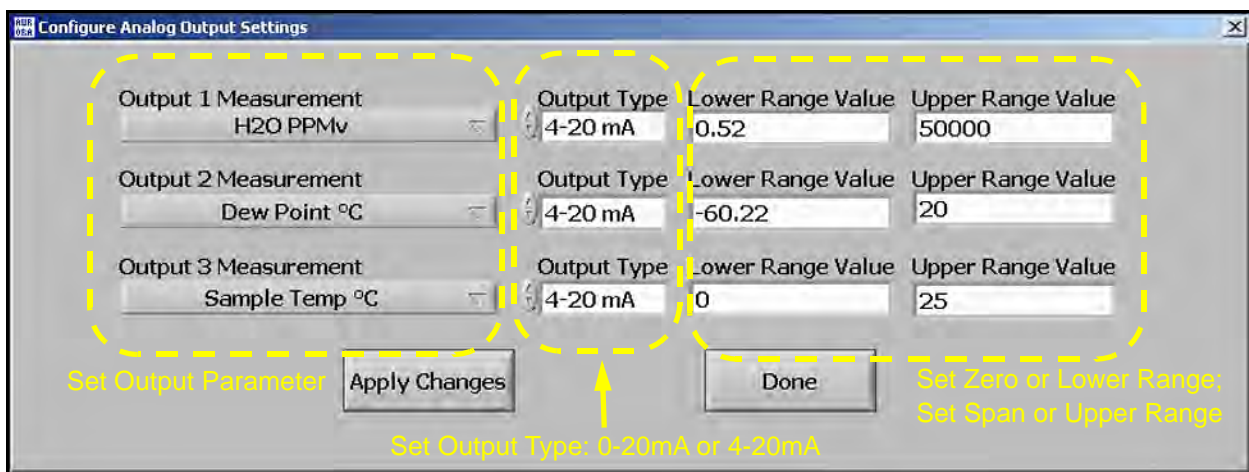 AUR
ORA
Configure Analog Output Settings
Output 1 Measurement Output Type Lower Range Value Upper Range Value
H2O PPMv 4-20 mA 0.52 50000
Output 2 Measurement Output Type Lower Range Value Upper Range Value
Dew Point ºC 4-20 mA -60.22 20
Output 3 Measurement Output Type Lower Range Value Upper Range Value
Sample Temp ºC 4-20 mA 0 25
Set Output Parameter Apply Changes Done Set Zero or Lower Range;
Set Span or Upper Range
Set Output Type: 0-20mA or 4-20mA